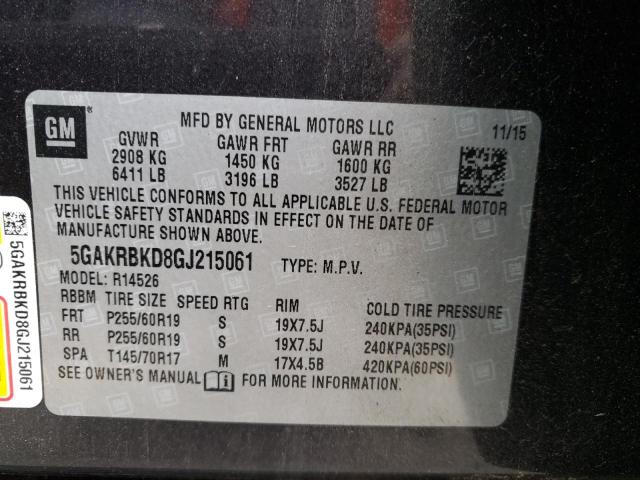 GM
MFD BY GENERAL MOTORS LLC 11/15
GVWR GAWR FRT GAWR RR
2908 KG 1450 KG 1600 KG
6411 LB 3196 LB 3527 LB
THIS VEHICLE CONFORMS TO ALL APPLICABLE U.S. FEDERAL MOTOR
VEHICLE SAFETY STANDARDS IN EFFECT ON THE DATE OF
MANUFACTURE SHOWN ABOVE.
5GAKRBKD8GJ215061 TYPE: M.P.V.
MODEL: R14526
RBBM TIRE SIZE SPEED RTG RIM COLD TIRE PRESSURE
FRT P255/60R19 S 19X7.5J 240KPA(35PSI)
RR P255/60R19 S 19X7.5J 240KPA(35PSI)
SPA T145/70R17 M 17X4.5B 420KPA(60PSI)
SEE OWNER'S MANUAL FOR MORE INFORMATION.
5GAKRBKD8GJ215061